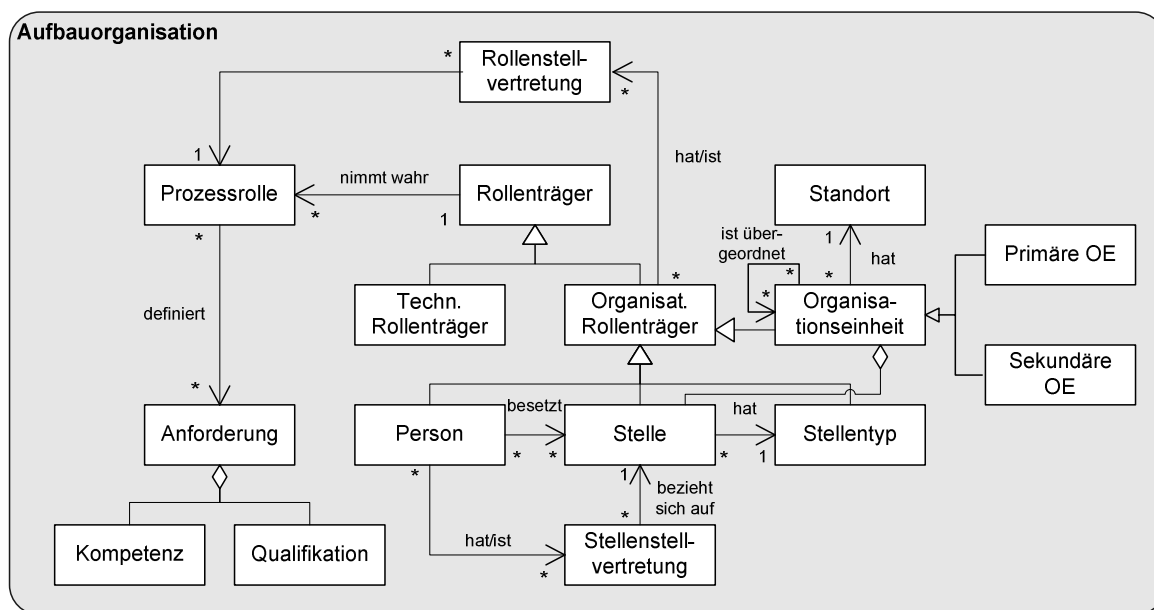 Aufbauorganisation
Rollenstell-
vertretung
*
*
1
hat/ist
Prozessrolle
nimmt wahr
Rollenträger
Standort
*
*
1
1
ist über-
geordnet
*
*
hat
Primäre OE
definiert
Techn.
Rollenträger
*
Organisat.
Rollenträger
*
Organisa-
tionseinheit
Sekundäre
OE
*
Anforderung
Person
besetzt
Stelle
hat
Stellentyp
*
*
*
1
*
1
bezieht
sich auf
*
Kompetenz
Qualifikation
hat/ist
*
Stellenstell-
vertretung